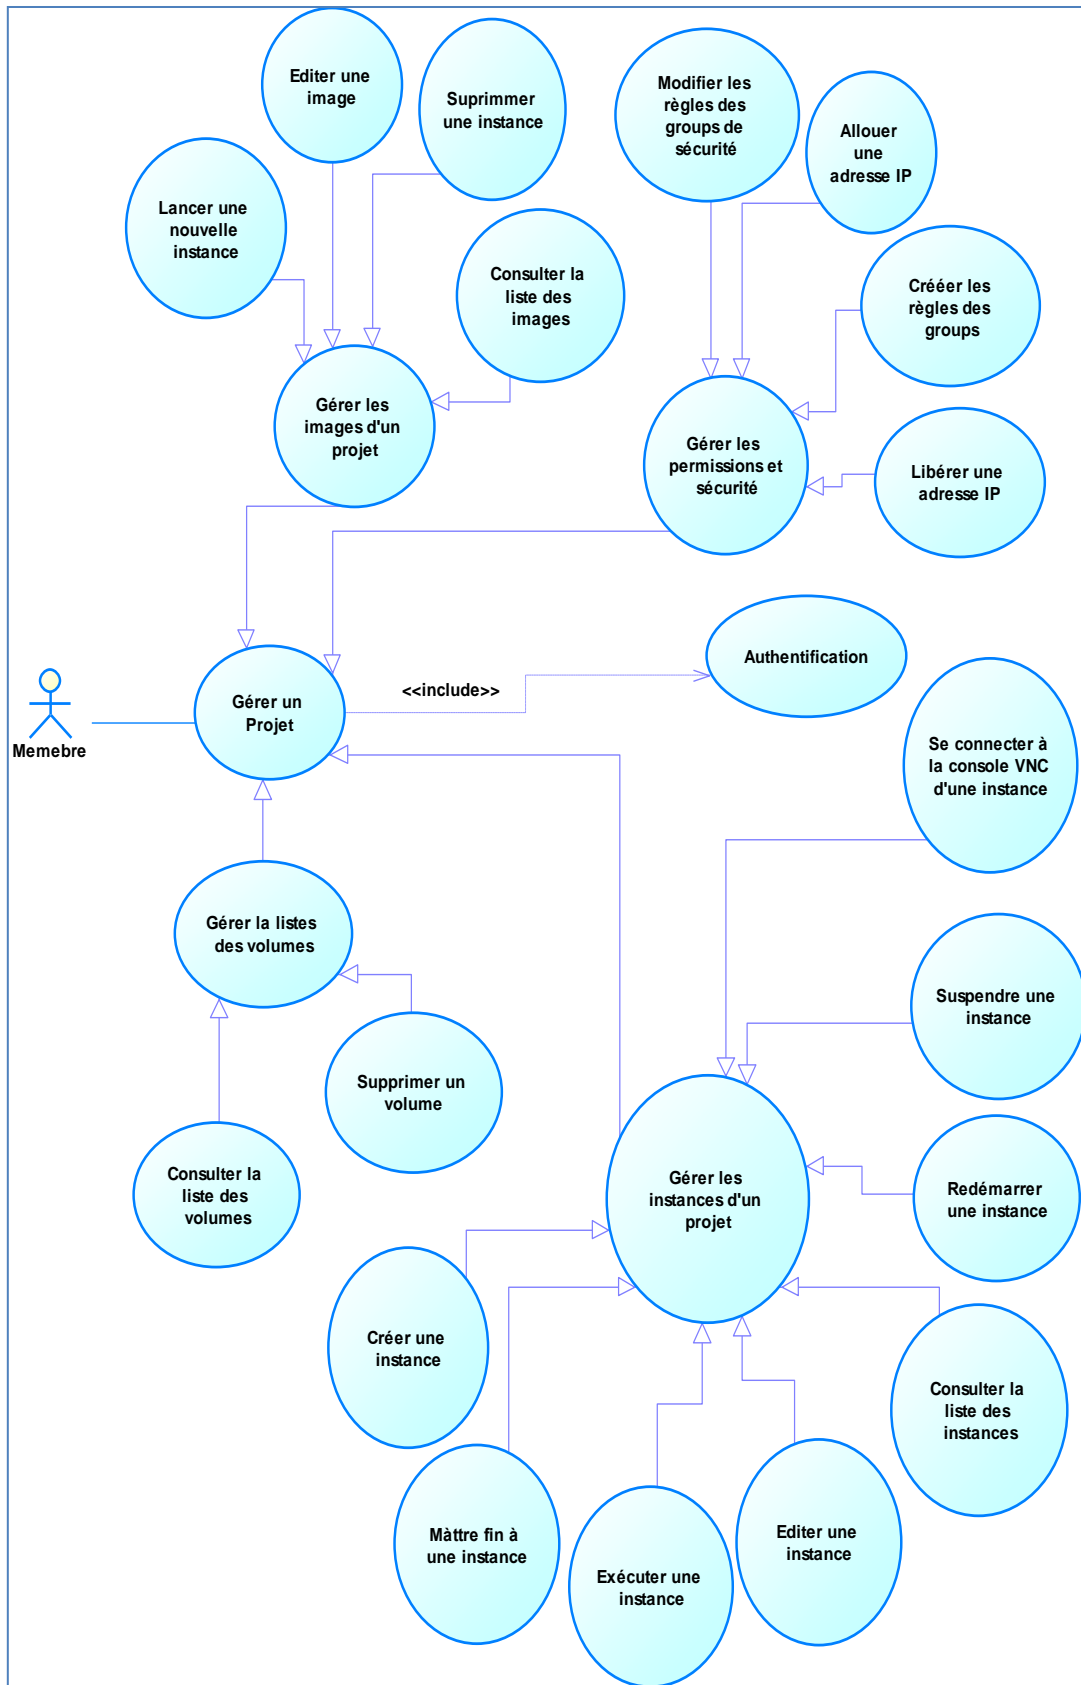 Editer une
image
Suprimmer
une instance
Modifier les
règles des
groups de
sécurité
Allouer
une
adresse IP
Lancer une
nouvelle
instance
Consulter la
liste des
images
Crééer les
règles des
groups
Gérer les
images d'un
projet
Gérer les
permissions et
sécurité
Libérer une
adresse IP
Authentification
<<include>>
Gérer un
Projet
Memebre
Se connecter à
la console VNC
d'une instance
Gérer la listes
des volumes
Suspendre une
instance
Supprimer un
volume
Consulter la
liste des
volumes
Gérer les
instances d'un
projet
Redémarrer
une instance
Créer une
instance
Consulter la
liste des
instances
Màttre fin à
une instance
Exécuter une
instance
Editer une
instance